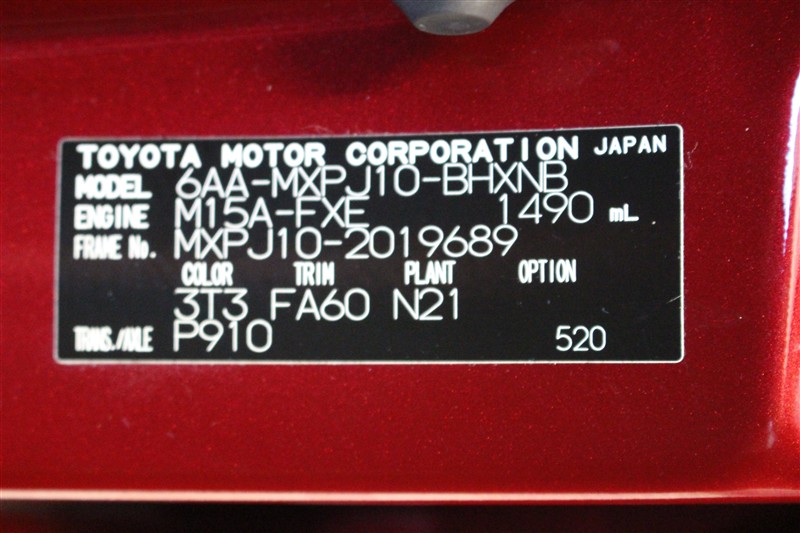 TOYOTA MOTOR CORPORATION JAPAN
MODEL 6AA-MXPJ10-BHXNB
ENGINE M15A-FXE 1490 mL
FRAME No. MXPJ10-2019689
COLOR TRIM PLANT OPTION
3T3 FA60 N21
TRANS./AXLE P910 520